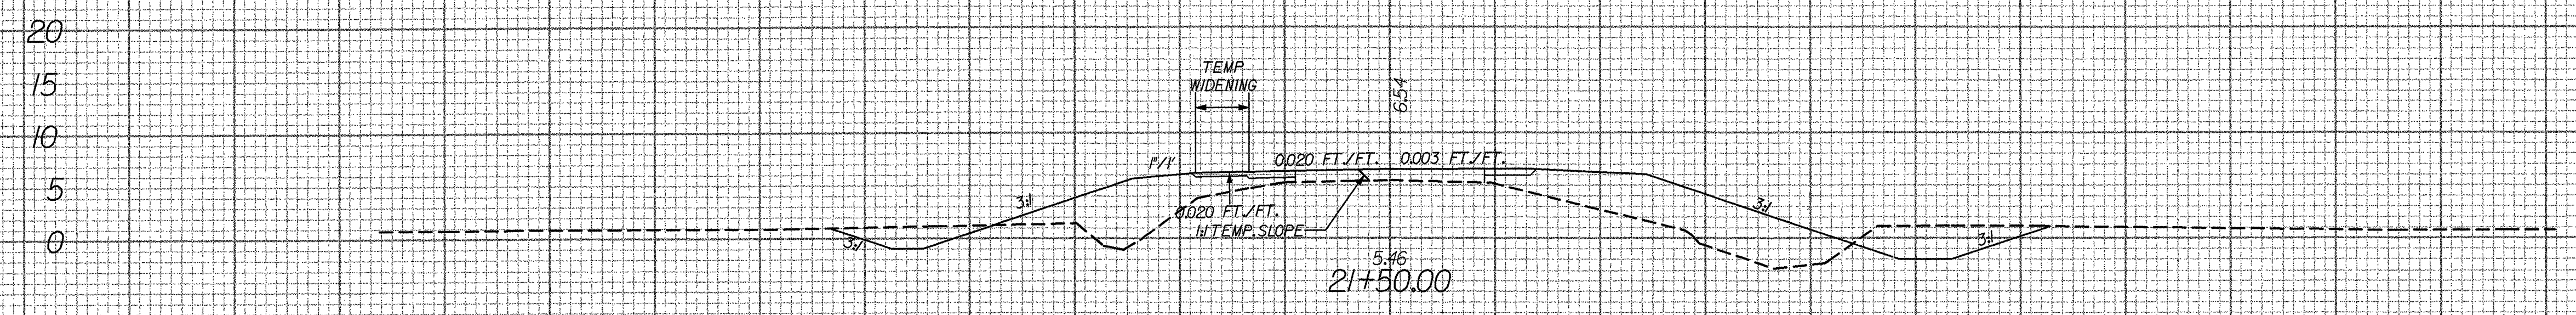 20
15
10
5
0
TEMP
WIDENING
6.54
1"/1'
0.020 FT./FT.
0.003 FT./FT.
3:1
3:1
0.020 FT./FT.
1:1 TEMP. SLOPE
3:1
3:1
5.46
21+50.00